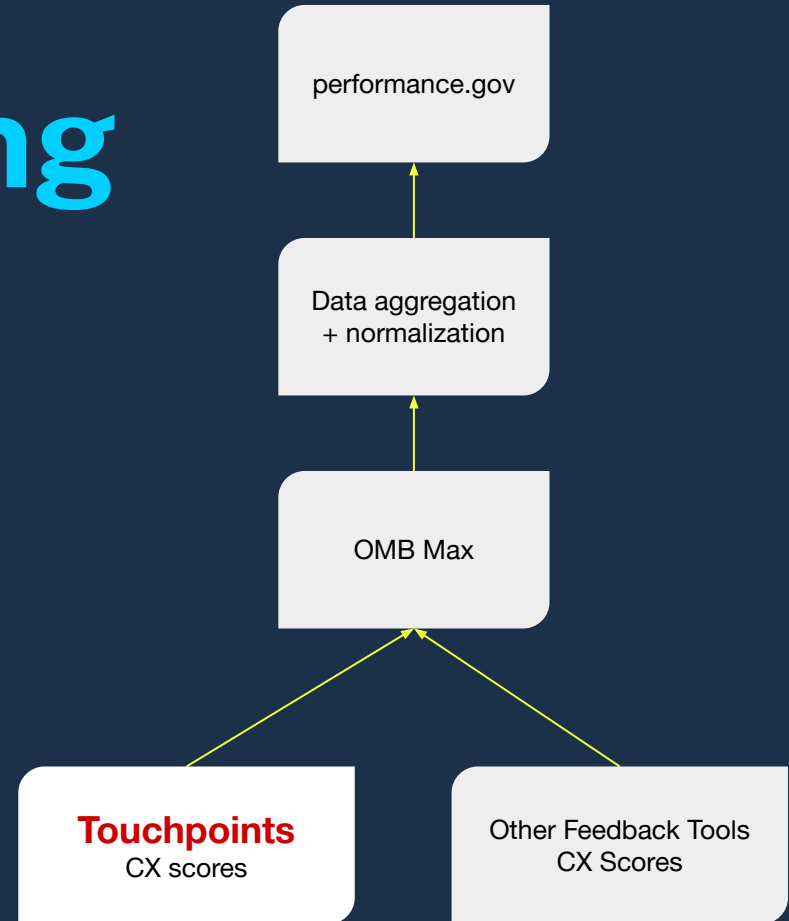 ng
performance.gov
Data aggregation
+ normalization
OMB Max
Touchpoints
CX scores
Other Feedback Tools
CX Scores